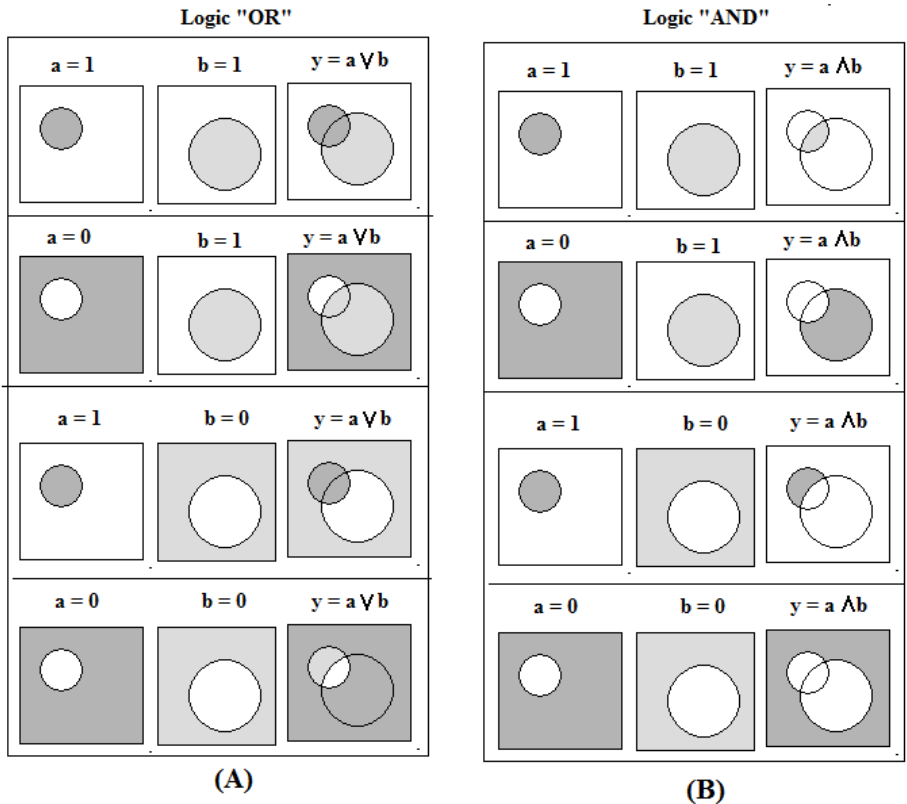 Logic "OR"
a = 1 b = 1 y = a ∨ b
a = 0 b = 1 y = a ∨ b
a = 1 b = 0 y = a ∨ b
a = 0 b = 0 y = a ∨ b
(A)
Logic "AND"
a = 1 b = 1 y = a ∧ b
a = 0 b = 1 y = a ∧ b
a = 1 b = 0 y = a ∧ b
a = 0 b = 0 y = a ∧ b
(B)